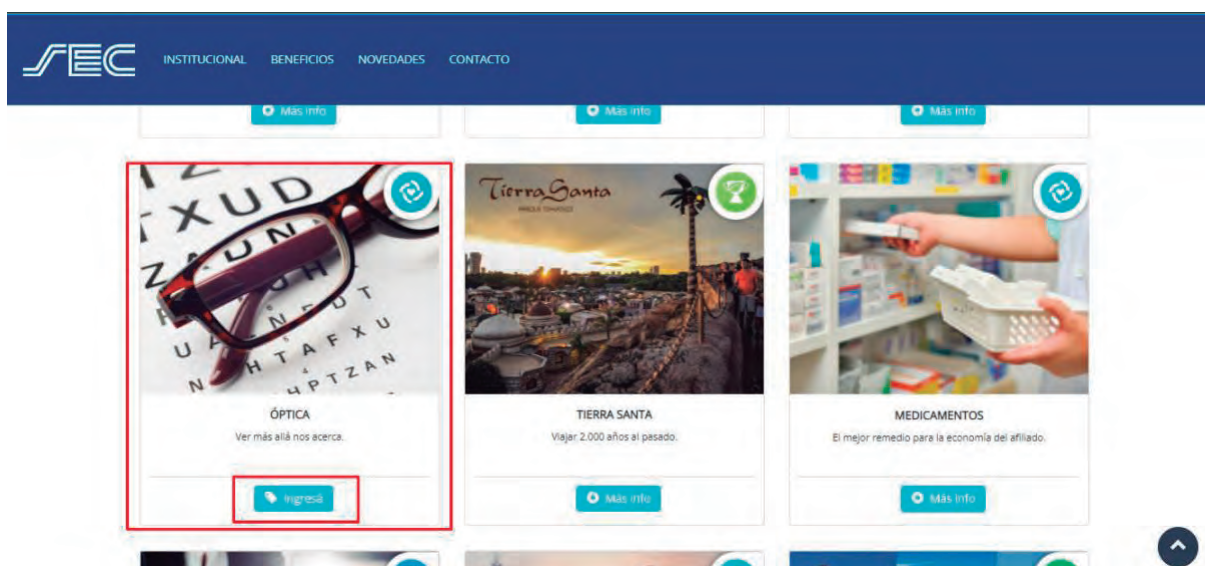 SEC
INSTITUCIONAL BENEFICIOS NOVEDADES CONTACTO
Más info Más info Más info
Tierra Santa
ÓPTICA
Ver más allá nos acerca.
Ingresá
TIERRA SANTA
Viajar 2.000 años al pasado.
Más info
MEDICAMENTOS
El mejor remedio para la economía del afiliado.
Más info